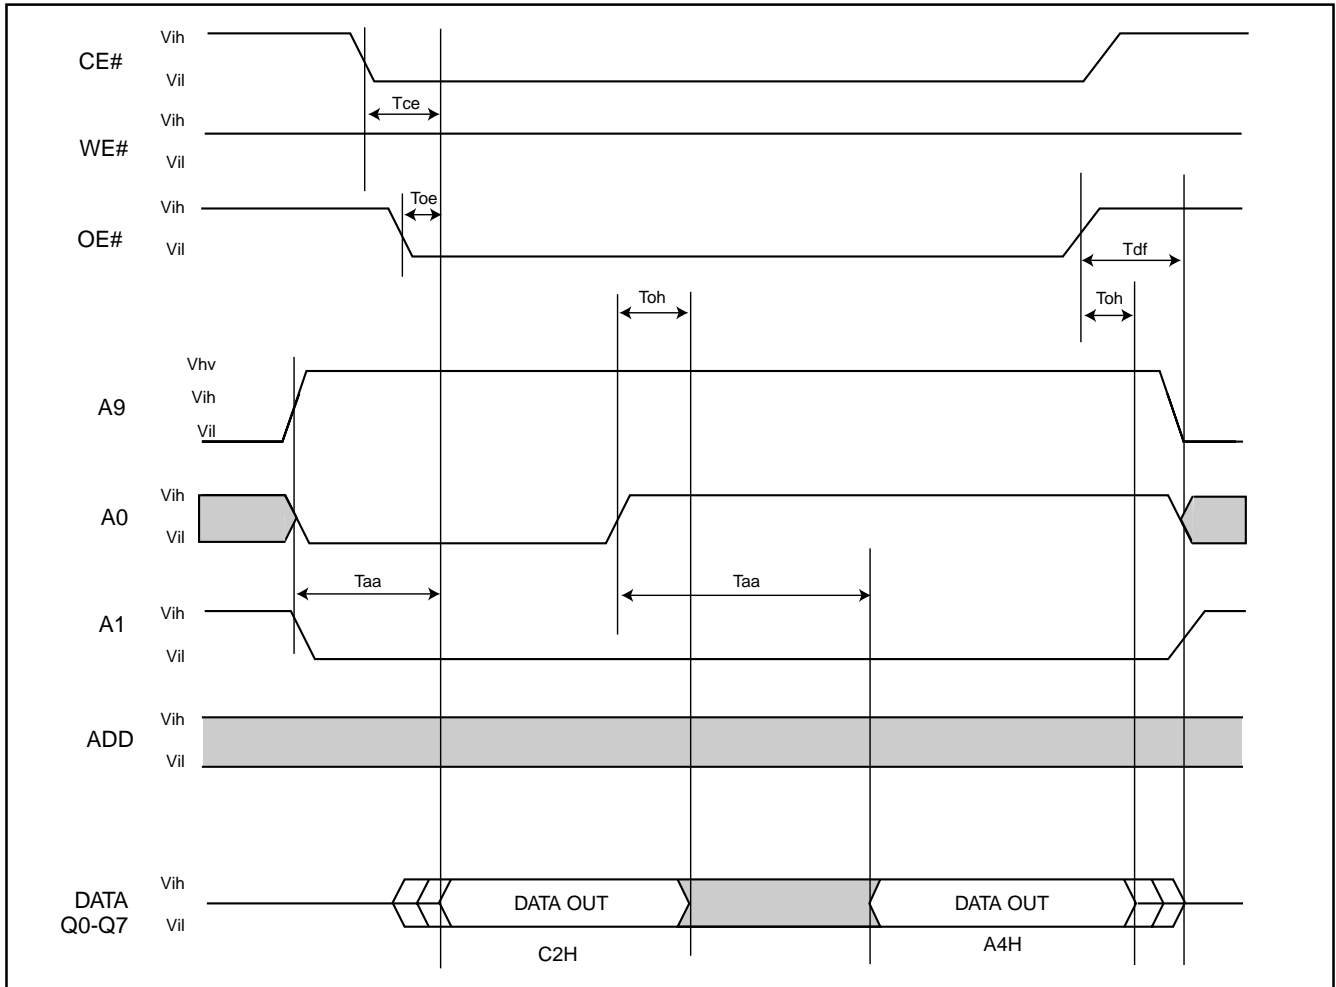 CE#
Vih
Vil
Tce
WE#
Vih
Vil
OE#
Vih
Vil
Toe
Tdf
Toh
Toh
A9
Vhv
Vih
Vil
A0
Vih
Vil
Taa
Taa
A1
Vih
Vil
ADD
Vih
Vil
DATA
Q0-Q7
Vih
Vil
DATA OUT
DATA OUT
C2H
A4H